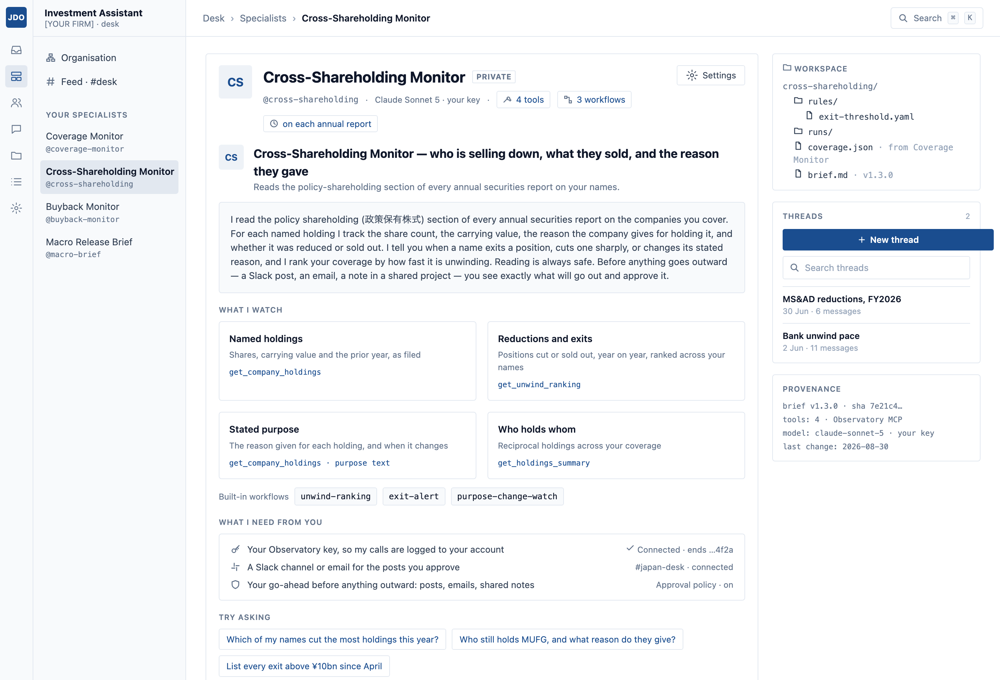 JDO
Investment Assistant
[YOUR FIRM] · desk
Organisation
Feed · #desk
YOUR SPECIALISTS
Coverage Monitor
@coverage-monitor
Cross-Shareholding Monitor
@cross-shareholding
Buyback Monitor
@buyback-monitor
Macro Release Brief
@macro-brief
Desk › Specialists › Cross-Shareholding Monitor
Search ⌘ K
CS
Cross-Shareholding Monitor PRIVATE
Settings
@cross-shareholding · Claude Sonnet 5 · your key · 4 tools 3 workflows
on each annual report
CS
Cross-Shareholding Monitor — who is selling down, what they sold, and the reason
they gave
Reads the policy-shareholding section of every annual securities report on your names.
I read the policy shareholding (政策保有株式) section of every annual securities report on the companies you cover.
For each named holding I track the share count, the carrying value, the reason the company gives for holding it, and
whether it was reduced or sold out. I tell you when a name exits a position, cuts one sharply, or changes its stated
reason, and I rank your coverage by how fast it is unwinding. Reading is always safe. Before anything goes outward
— a Slack post, an email, a note in a shared project — you see exactly what will go out and approve it.
WHAT I WATCH
Named holdings
Shares, carrying value and the prior year, as filed
get_company_holdings
Reductions and exits
Positions cut or sold out, year on year, ranked across your
names
get_unwind_ranking
Stated purpose
The reason given for each holding, and when it changes
get_company_holdings · purpose text
Who holds whom
Reciprocal holdings across your coverage
get_holdings_summary
Built-in workflows unwind-ranking exit-alert purpose-change-watch
WHAT I NEED FROM YOU
Your Observatory key, so my calls are logged to your account
Connected · ends …4f2a
A Slack channel or email for the posts you approve
#japan-desk · connected
Your go-ahead before anything outward: posts, emails, shared notes
Approval policy · on
TRY ASKING
Which of my names cut the most holdings this year?
Who still holds MUFG, and what reason do they give?
List every exit above ¥10bn since April
WORKSPACE
cross-shareholding/
rules/
exit-threshold.yaml
runs/
coverage.json · from Coverage
Monitor
brief.md · v1.3.0
THREADS 2
+ New thread
Search threads
MS&AD reductions, FY2026
30 Jun · 6 messages
Bank unwind pace
2 Jun · 11 messages
PROVENANCE
brief v1.3.0 · sha 7e21c4…
tools: 4 · Observatory MCP
model: claude-sonnet-5 · your key
last change: 2026-08-30